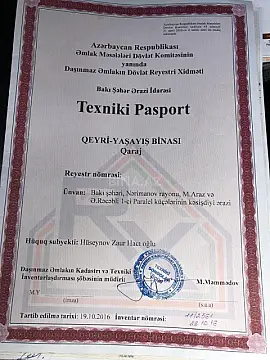 Azərbaycan Respublikası
Əmlak Məsələləri Dövlət Komitəsinin
yanında
Daşınmaz Əmlakın Dövlət Reyestri Xidməti
Bakı Şəhər Ərazi İdarəsi
Texniki Pasport
QEYRİ-YAŞAYIŞ BİNASI
Qaraj
Reyestr nömrəsi:
Ünvan: Bakı şəhəri, Nərimanov rayonu, M.Araz və
Ə.Rəcəbli 1-ci Paralel küçələrinin kəsişdiyi ərazi
Hüquq subyekti: Hüseynov Zaur Hacı oğlu
Daşınmaz Əmlakın Kadastrı və Texniki
İnventarlaşdırması şöbəsinin müdiri
M.Məmmədov
M.Y
(imza)
(s.a.a)
Tərtib edilmə tarixi: 19.10.2016 İnventar nömrəsi: